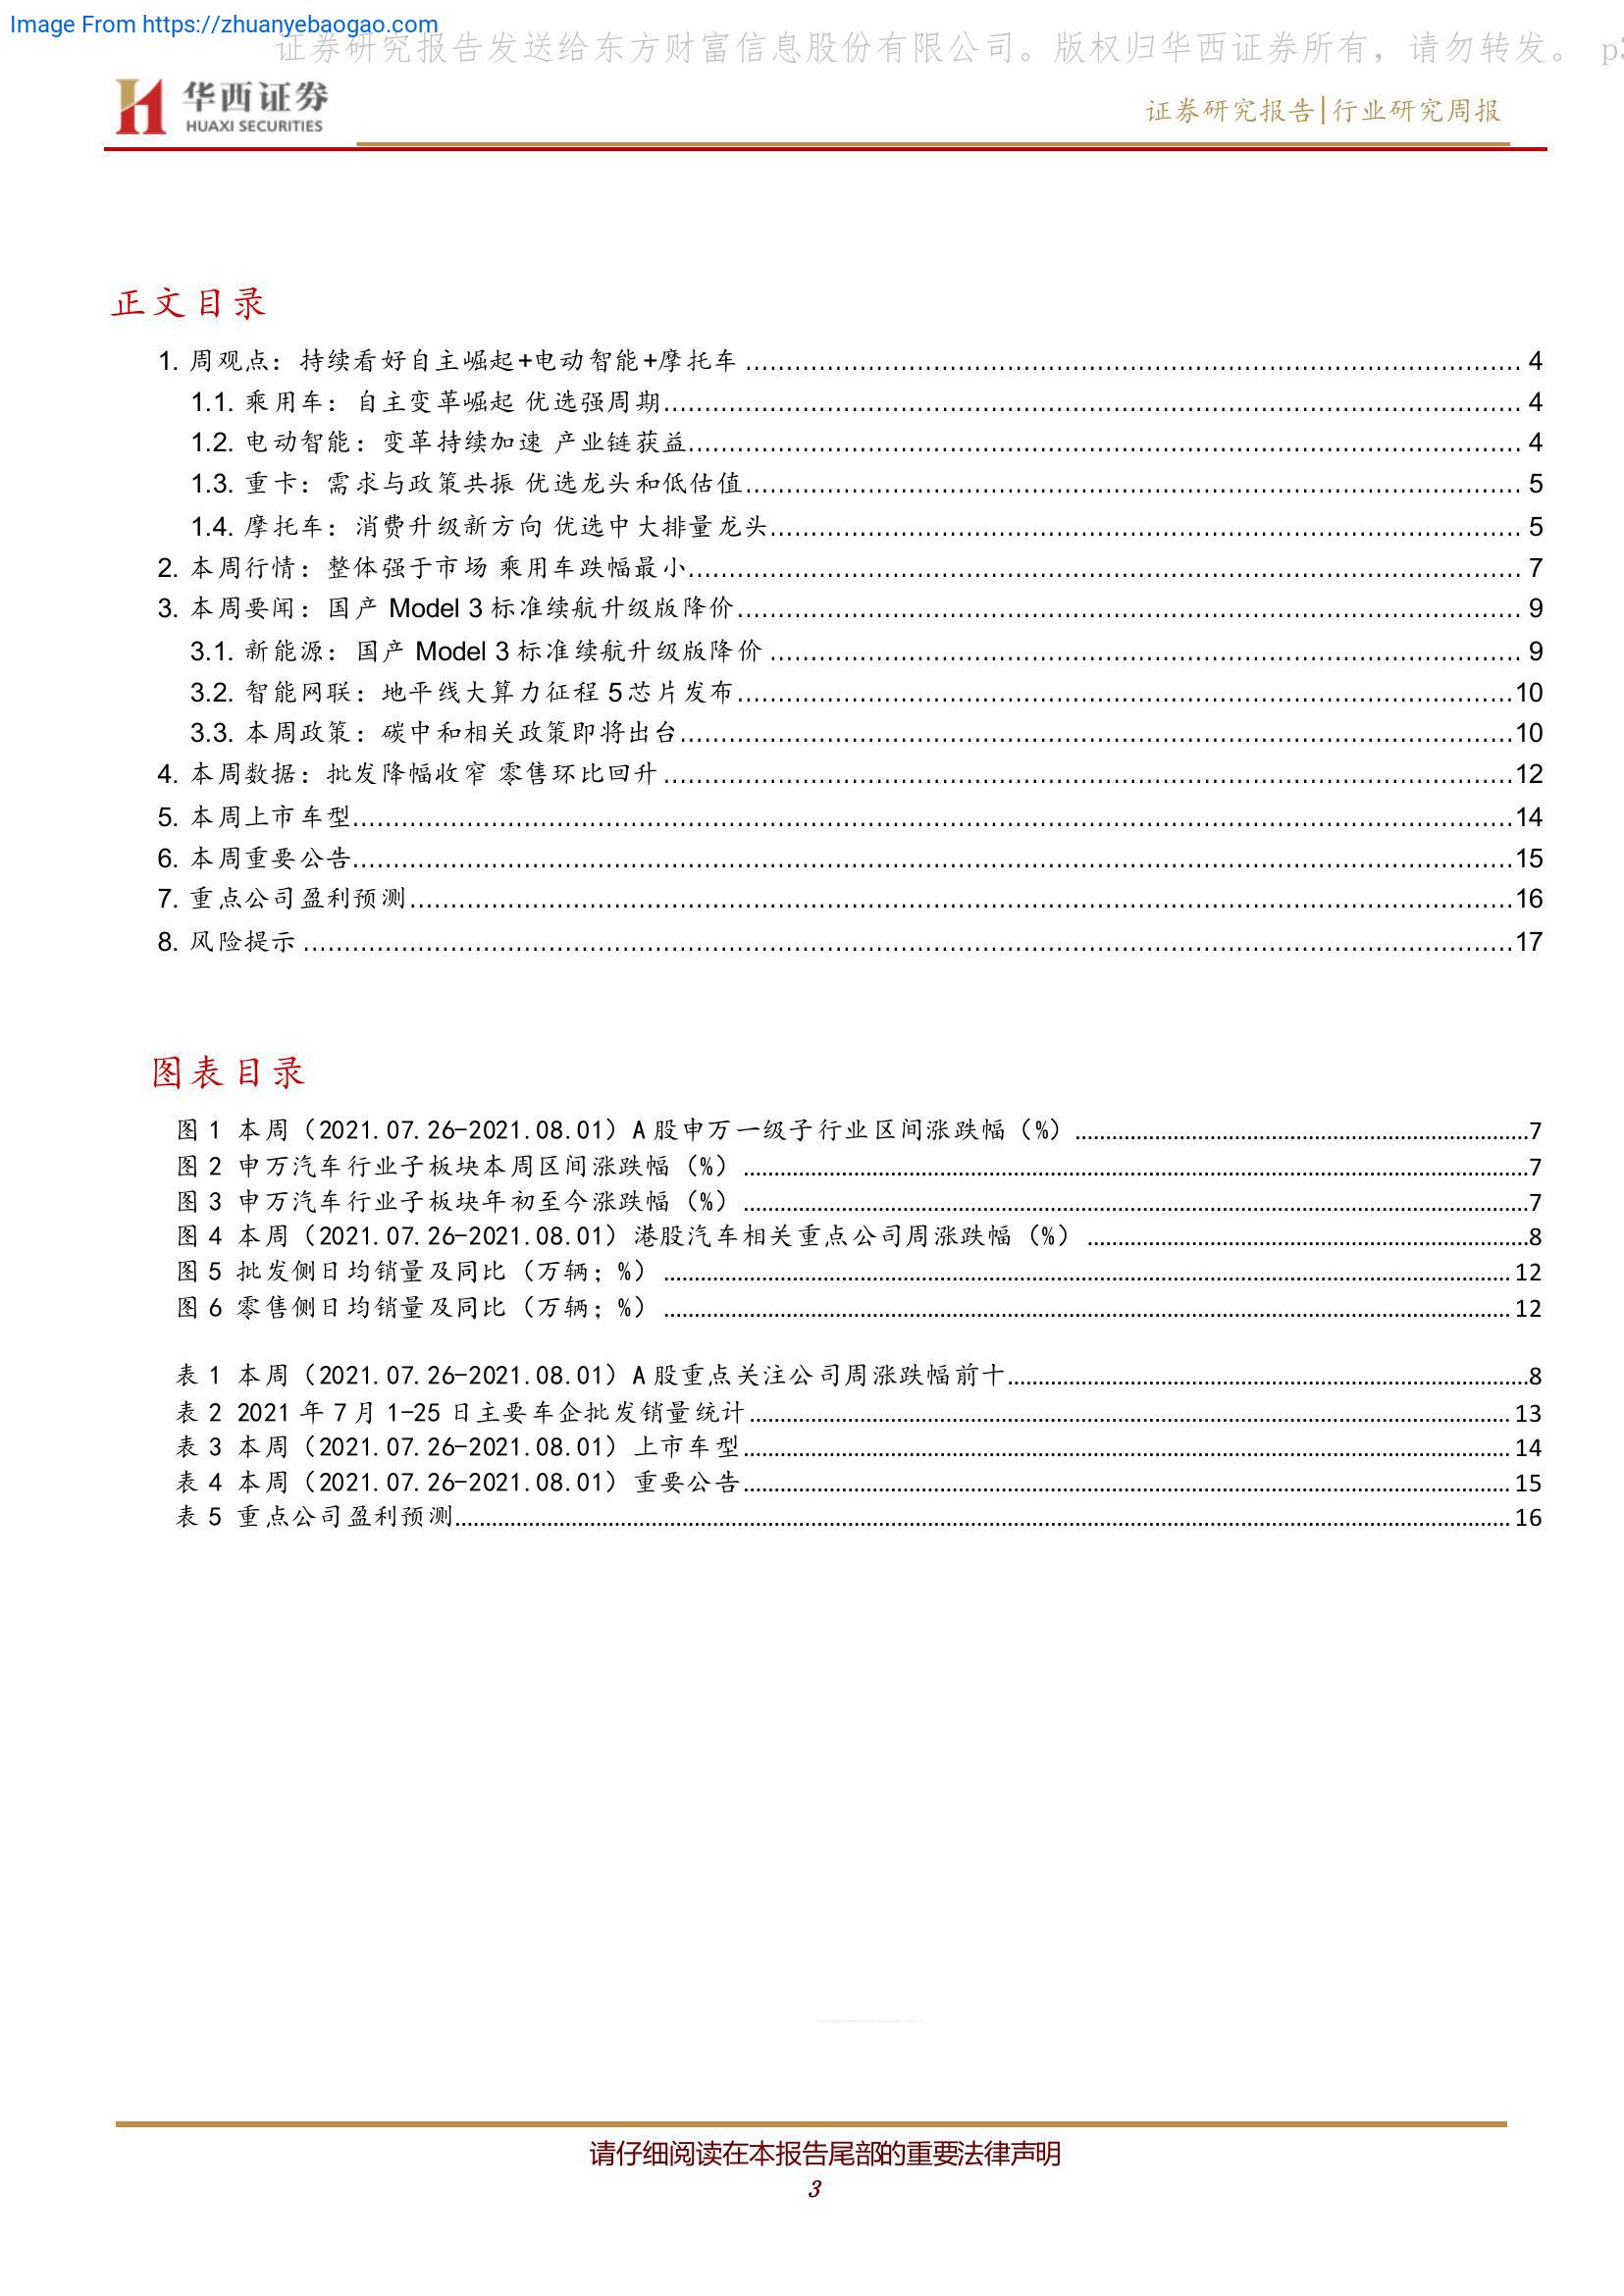 Image From https://zhuanyebaogao.com
证券研究报告发送给东方财富信息股份有限公司。版权归华西证券所有，请勿转发。 p3
华西证券
HUAXI SECURITIES
证券研究报告|行业研究周报
正文目录
1. 周观点：持续看好自主崛起+电动智能+摩托车 4
1.1. 乘用车：自主变革崛起 优选强周期 4
1.2. 电动智能：变革持续加速 产业链获益 4
1.3. 重卡：需求与政策共振 优选龙头和低估值 5
1.4. 摩托车：消费升级新方向 优选中大排量龙头 5
2. 本周行情：整体强于市场 乘用车跌幅最小 7
3. 本周要闻：国产 Model 3 标准续航升级版降价 9
3.1. 新能源：国产 Model 3 标准续航升级版降价 9
3.2. 智能网联：地平线大算力征程 5 芯片发布 10
3.3. 本周政策：碳中和相关政策即将出台 10
4. 本周数据：批发降幅收窄 零售环比回升 12
5. 本周上市车型 14
6. 本周重要公告 15
7. 重点公司盈利预测 16
8. 风险提示 17
图表目录
图 1 本周（2021.07.26-2021.08.01）A 股申万一级子行业区间涨跌幅（%） 7
图 2 申万汽车行业子板块本周区间涨跌幅（%） 7
图 3 申万汽车行业子板块年初至今涨跌幅（%） 7
图 4 本周（2021.07.26-2021.08.01）港股汽车相关重点公司周涨跌幅（%） 8
图 5 批发侧日均销量及同比（万辆；%） 12
图 6 零售侧日均销量及同比（万辆；%） 12
表 1 本周（2021.07.26-2021.08.01）A 股重点关注公司周涨跌幅前十 8
表 2 2021 年 7 月 1-25 日主要车企批发销量统计 13
表 3 本周（2021.07.26-2021.08.01）上市车型 14
表 4 本周（2021.07.26-2021.08.01）重要公告 15
表 5 重点公司盈利预测 16
请仔细阅读在本报告尾部的重要法律声明
3